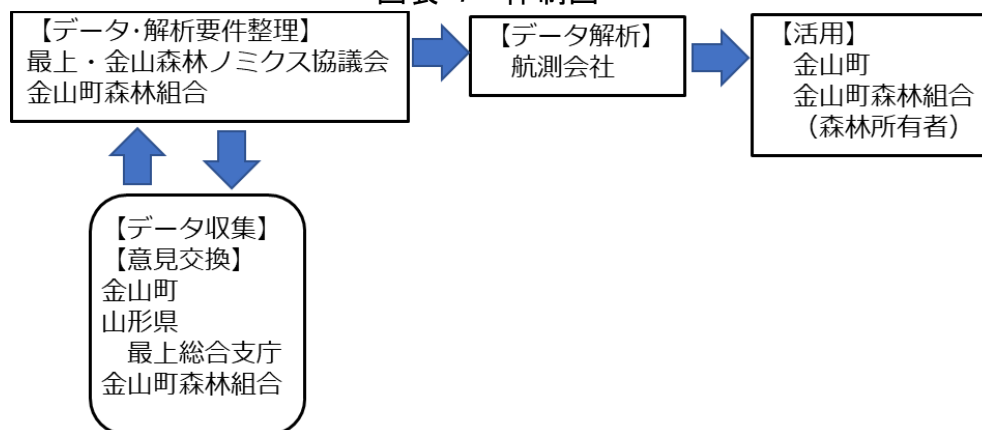 【データ・解析要件整理】
最上・金山森林ノミクス協議会
金山町森林組合
【データ解析】
航測会社
【活用】
金山町
金山町森林組合
（森林所有者）
【データ収集】
【意見交換】
金山町
山形県
最上総合支庁
金山町森林組合